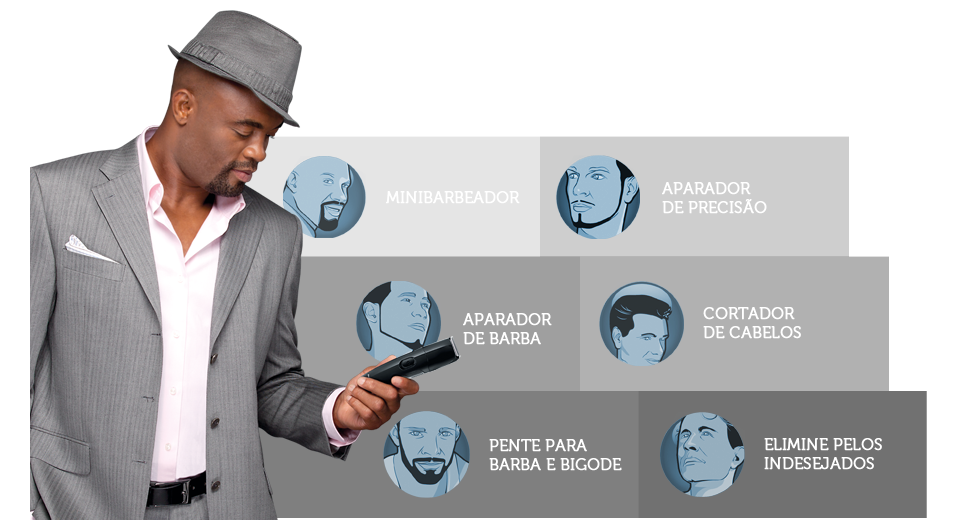 MINIBARBEADOR
APARADOR
DE PRECISÃO
APARADOR
DE BARBA
CORTADOR
DE CABELOS
PENTE PARA
BARBA E BIGODE
ELIMINE PELOS
INDESEJADOS